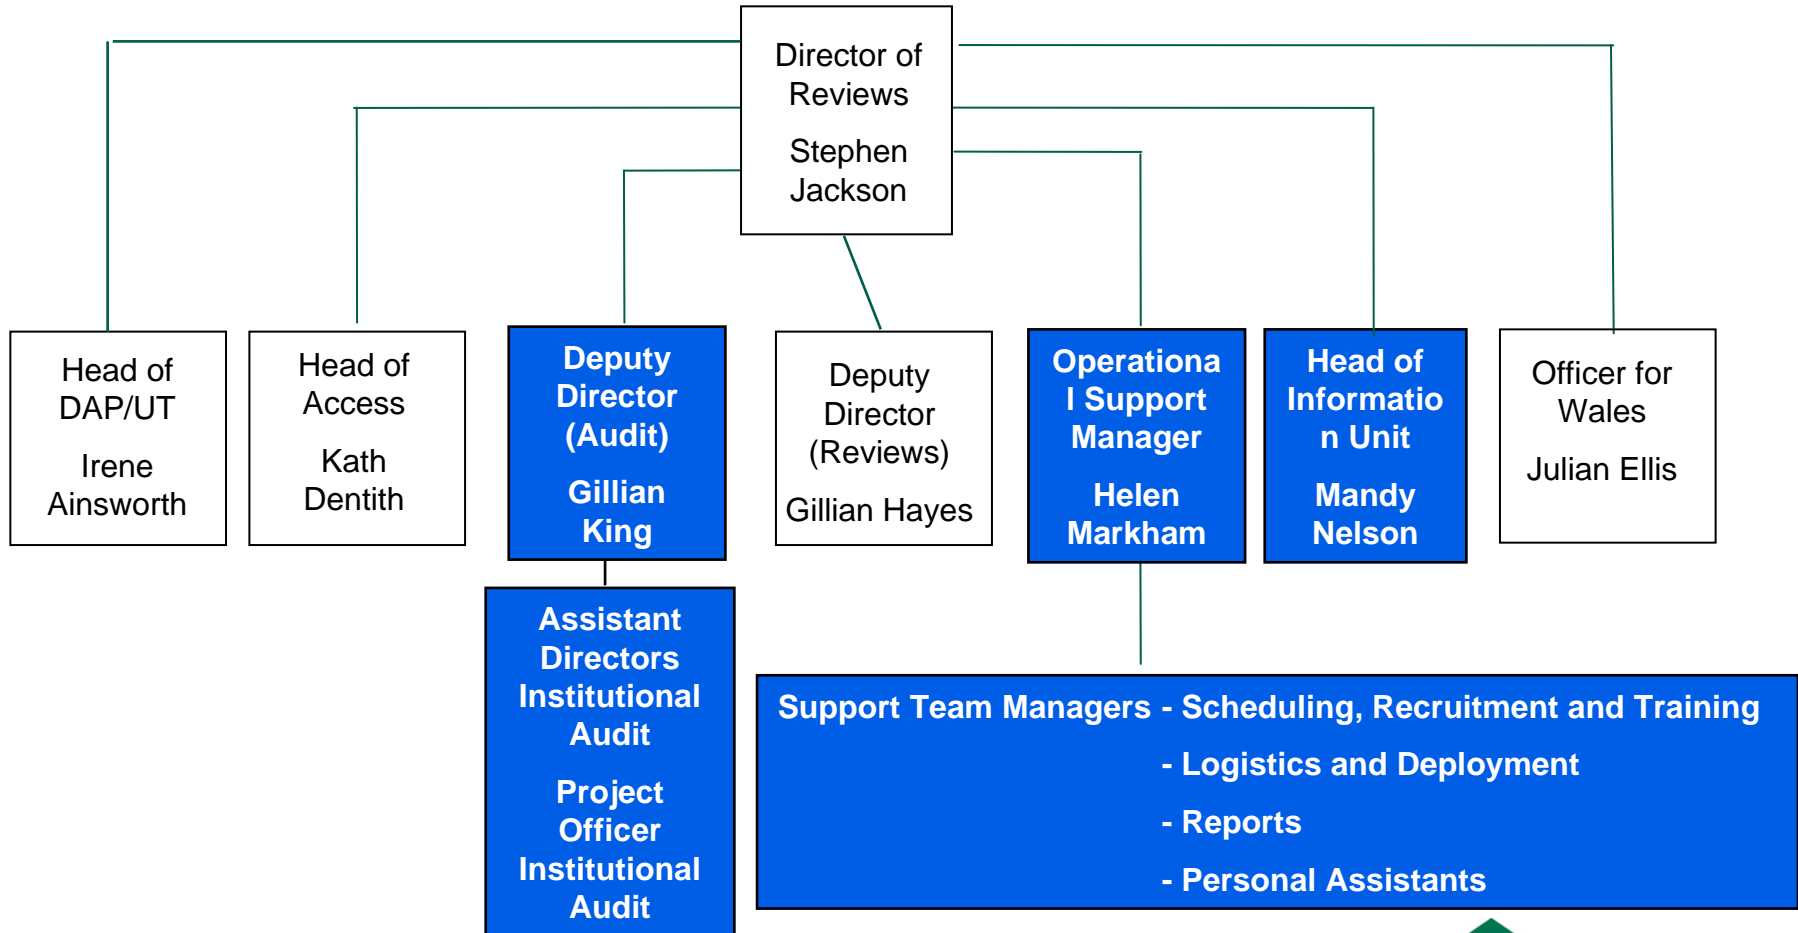 Director of
Reviews
Stephen
Jackson
Head of
DAP/UT
Irene
Ainsworth
Head of
Access
Kath
Dentith
Deputy
Director
(Audit)
Gillian
King
Deputy
Director
(Reviews)
Gillian Hayes
Operationa
l Support
Manager
Helen
Markham
Head of
Informatio
n Unit
Mandy
Nelson
Officer for
Wales
Julian Ellis
Assistant
Directors
Institutional
Audit
Project
Officer
Institutional
Audit
Support Team Managers - Scheduling, Recruitment and Training
- Logistics and Deployment
- Reports
- Personal Assistants